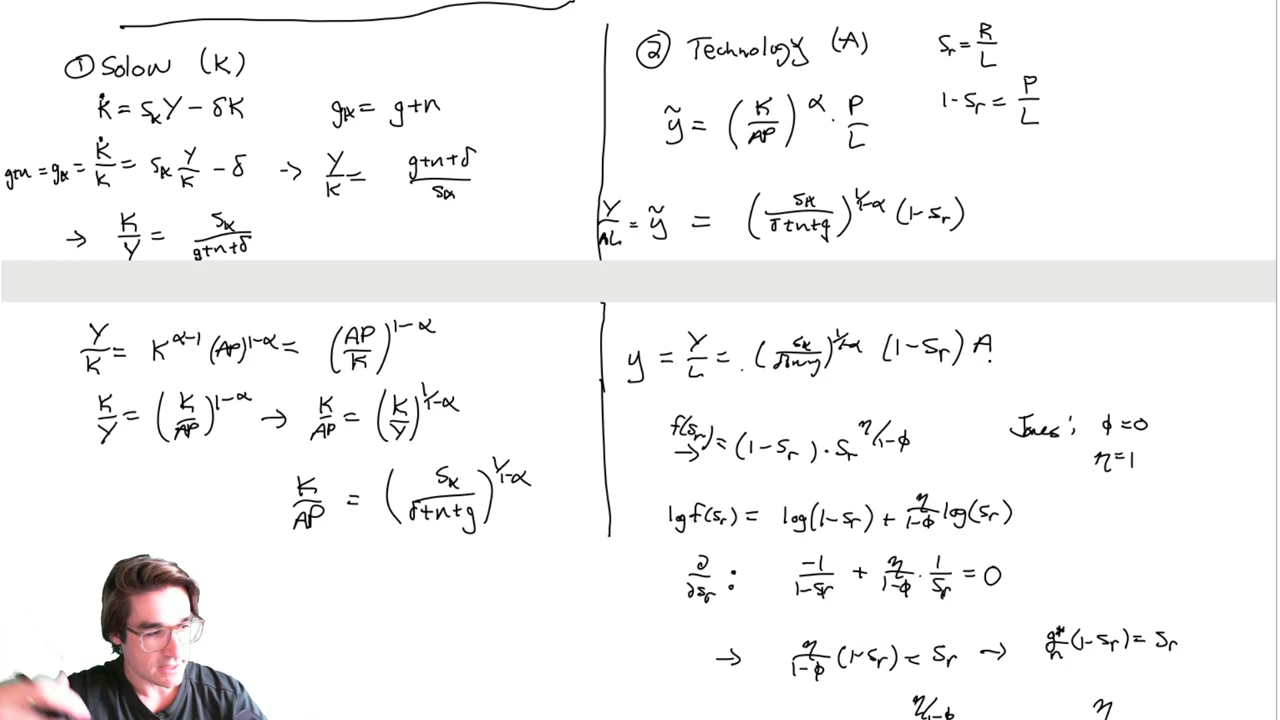 ① Solow (K)
K̇ = s_K Y − δK    g_K = g+n
g+n = g_K = K̇/K = s_K Y/K − δ → Y/K = (g+n+δ)/s_K
→ K/Y = s_K/(g+n+δ)
Y/K = K^(α−1) (AP)^(1−α) = (AP/K)^(1−α)
K/Y = (K/AP)^(1−α) → K/AP = (K/Y)^(1/1−α)
K/AP = (s_K/(δ+n+g))^(1/1−α)
② Technology (A)    s_r = R/L
1−s_r = P/L
ỹ = (K/AP)^α · P/L
Y/AL = ỹ = (s_K/(δ+n+g))^(α/1−α) (1−s_r)
y = Y/L = (s_K/(δ+n+g))^(α/1−α) (1−s_r) A
f(s_r) = (1−s_r) · s_r^(η/1−φ)    Jones: φ=0
→    η=1
log f(s_r) = log(1−s_r) + η/(1−φ) log(s_r)
∂/∂s_r : −1/(1−s_r) + η/(1−φ) · 1/s_r = 0
→ η/(1−φ) (1−s_r) = s_r → g*/n (1−s_r) = s_r
η/1−φ    η